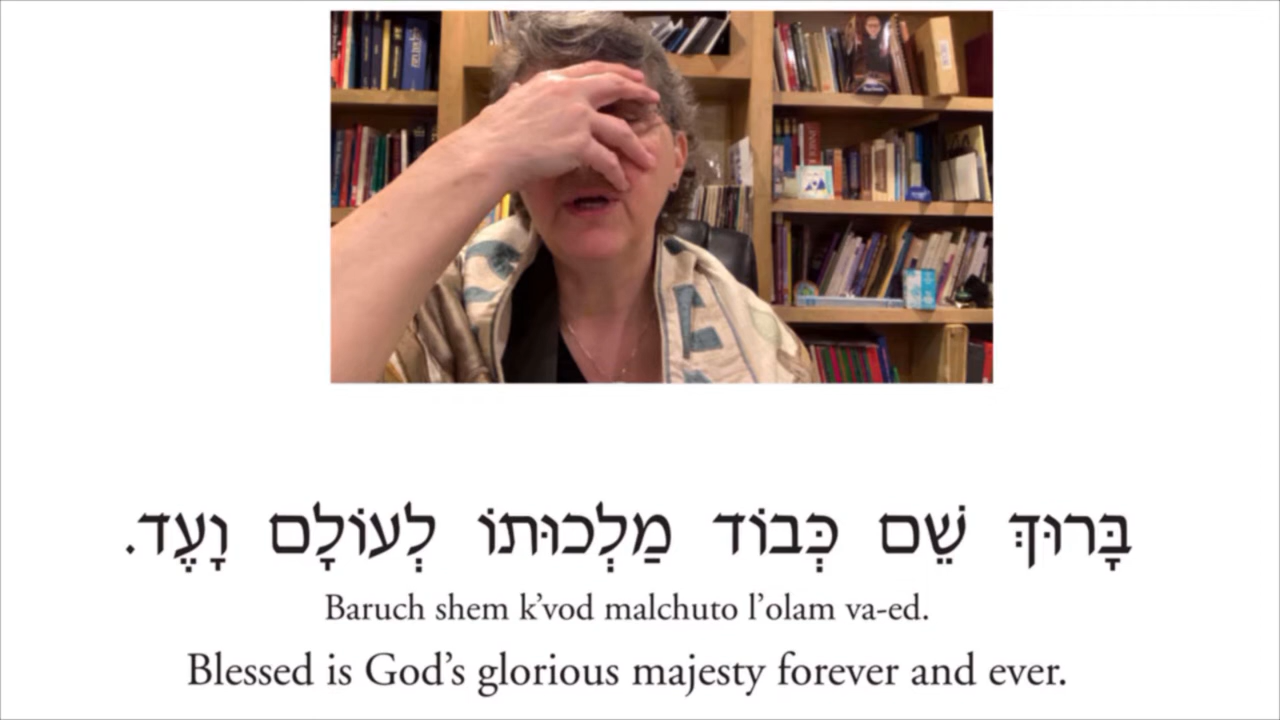 בָּרוּךְ שֵׁם כְּבוֹד מַלְכוּתוֹ לְעוֹלָם וָעֶד.
Baruch shem k’vod malchuto l’olam va-ed.
Blessed is God’s glorious majesty forever and ever.